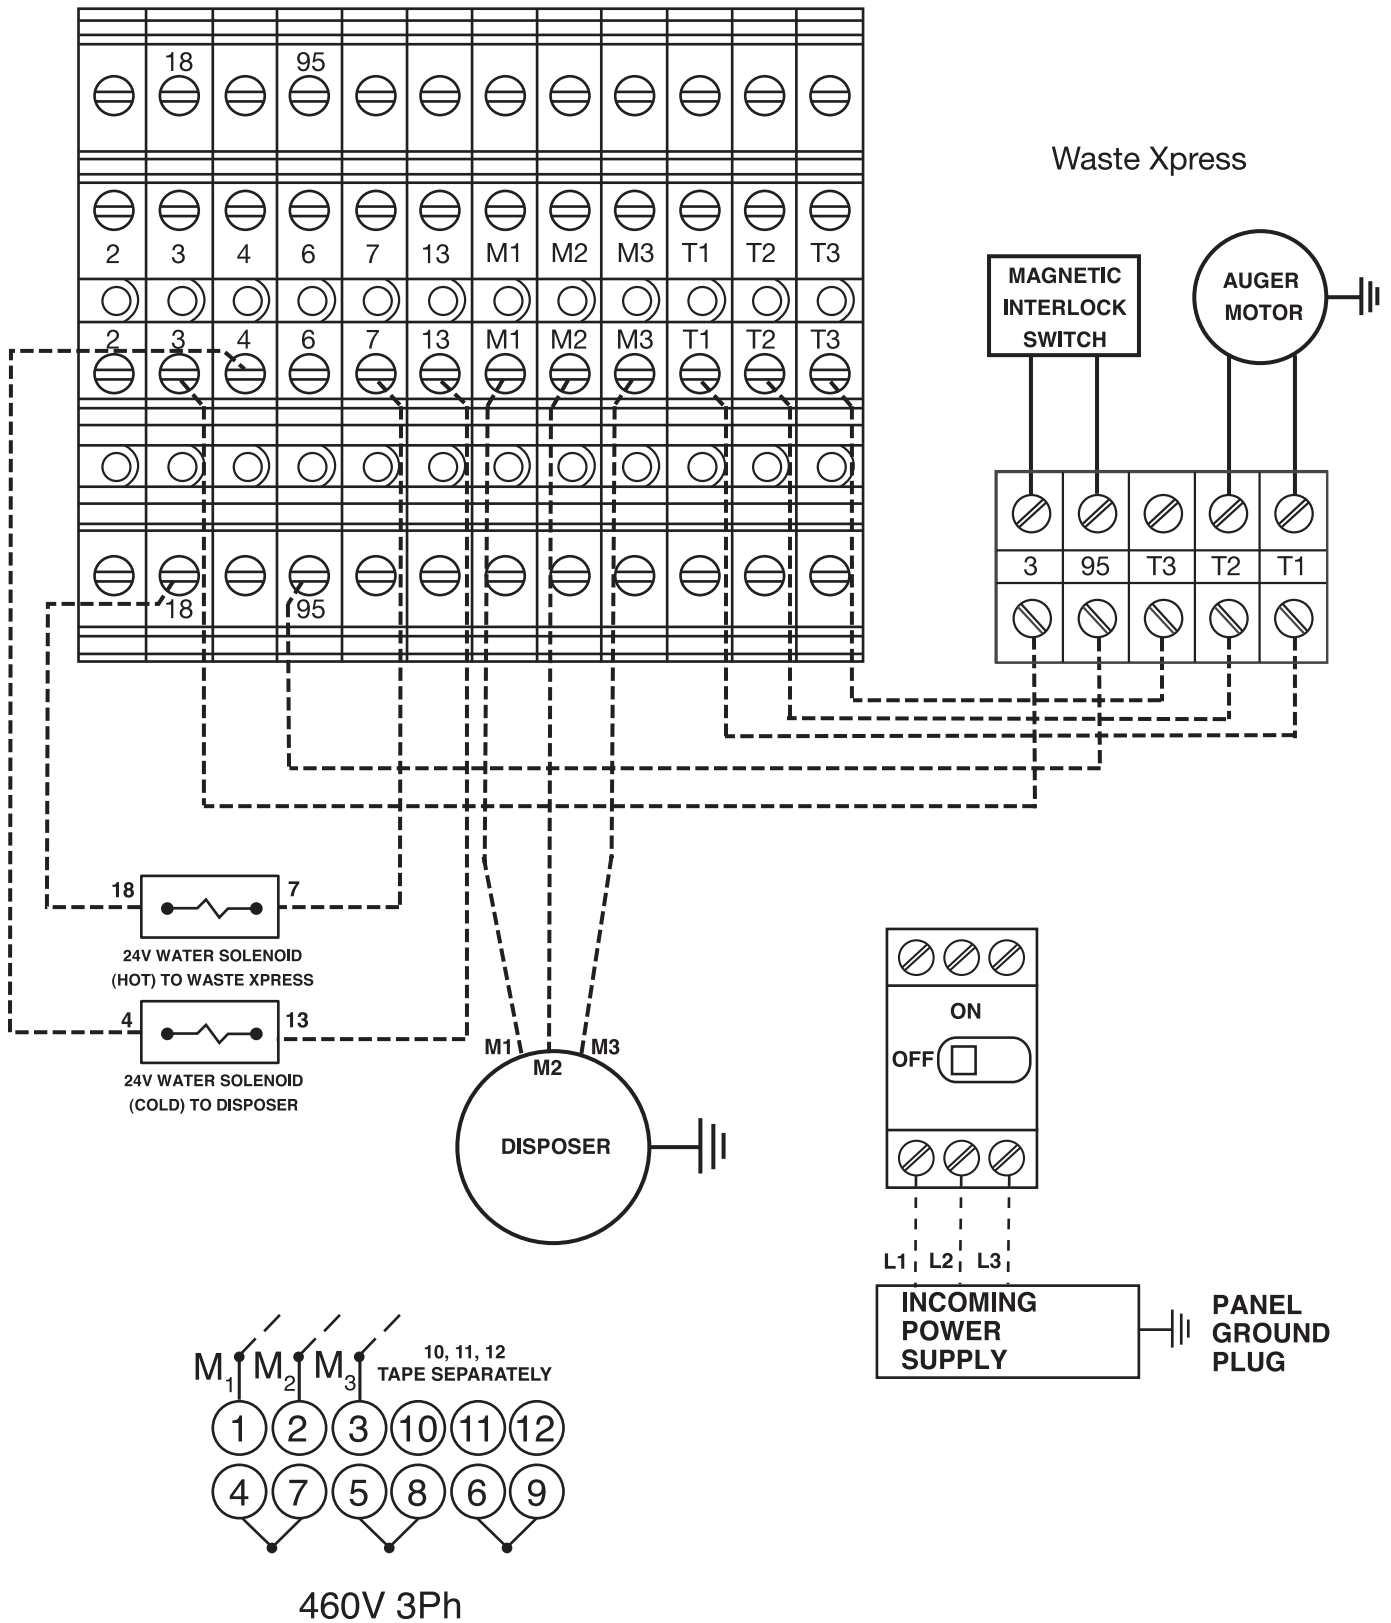 18 95
2 3 4 6 7 13 M1 M2 M3 T1 T2 T3
2 3 4 6 7 13 M1 M2 M3 T1 T2 T3
18 95
Waste Xpress
MAGNETIC
INTERLOCK
SWITCH
AUGER
MOTOR
3 95 T3 T2 T1
18 7
24V WATER SOLENOID
(HOT) TO WASTE XPRESS
4 13
24V WATER SOLENOID
(COLD) TO DISPOSER
M1 M2 M3
DISPOSER
ON
OFF
L1 L2 L3
INCOMING
POWER
SUPPLY
PANEL
GROUND
PLUG
M1 M2 M3
10, 11, 12
TAPE SEPARATELY
1 2 3 10 11 12
4 7 5 8 6 9
460V 3Ph